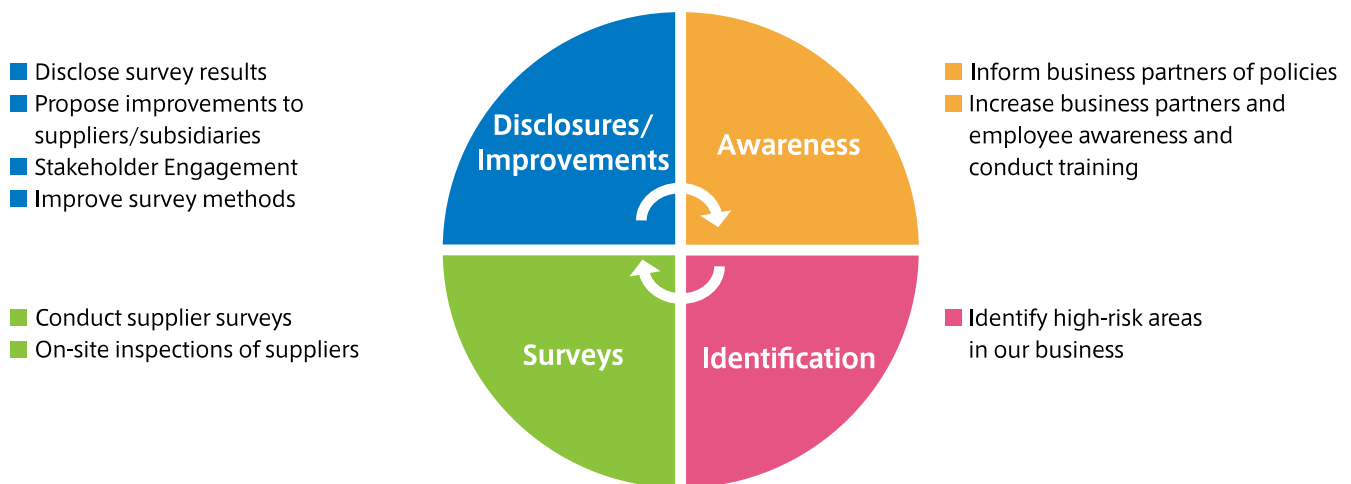 Disclose survey results
Propose improvements to
suppliers/subsidiaries
Stakeholder Engagement
Improve survey methods
Disclosures/
Improvements
Awareness
Inform business partners of policies
Increase business partners and
employee awareness and
conduct training
Conduct supplier surveys
On-site inspections of suppliers
Surveys
Identification
Identify high-risk areas
in our business